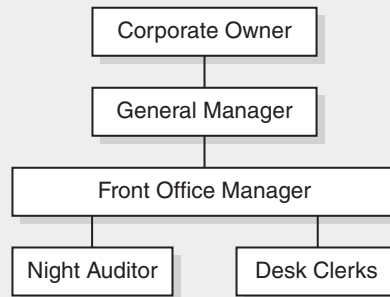 Corporate Owner
General Manager
Front Office Manager
Night Auditor
Desk Clerks